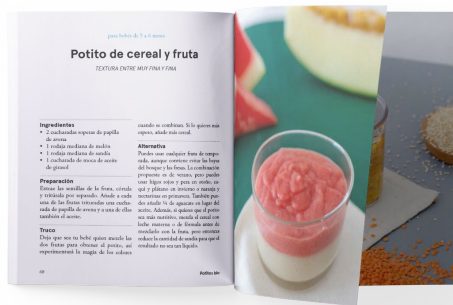 para bebés de 5 a 6 meses
Potito de cereal y fruta
TEXTURA ENTRE MUY FINA Y FINA
Ingredientes
• 2 cucharadas soperas de papilla
de avena
• 1 rodaja mediana de melón
• 1 rodaja mediana de sandía
• 1 cucharada de moca de aceite
de girasol
Preparación
Extrae las semillas de la fruta, córtala
y tritúrala por separado. Añade a cada
una de las frutas trituradas una cucha-
rada de papilla de avena y a una de ellas
también el aceite.
Truco
Deja que sea tu bebé quien mezcle las
dos frutas para obtener el potito, así
experimentará la magia de los colores
cuando se combinan. Si lo quieres más
espeso, añade más cereal.
Alternativa
Puedes usar cualquier fruta de tempo-
rada, aunque conviene evitar las bayas
del bosque y las fresas. La combinación
propuesta es de verano, pero puedes
usar higos rojos y pera en otoño, ca-
qui y plátano en invierno o naranja y
nectarina en primavera. También pue-
des añadir ¼ de aguacate en lugar del
aceite. Además, si quieres que el potito
sea más nutritivo, mezcla el cereal con
leche materna o de fórmula antes de
mezclarlo con la fruta, pero entonces
reduce la cantidad de sandía para que el
resultado no sea tan líquido.
68
Potitos bio